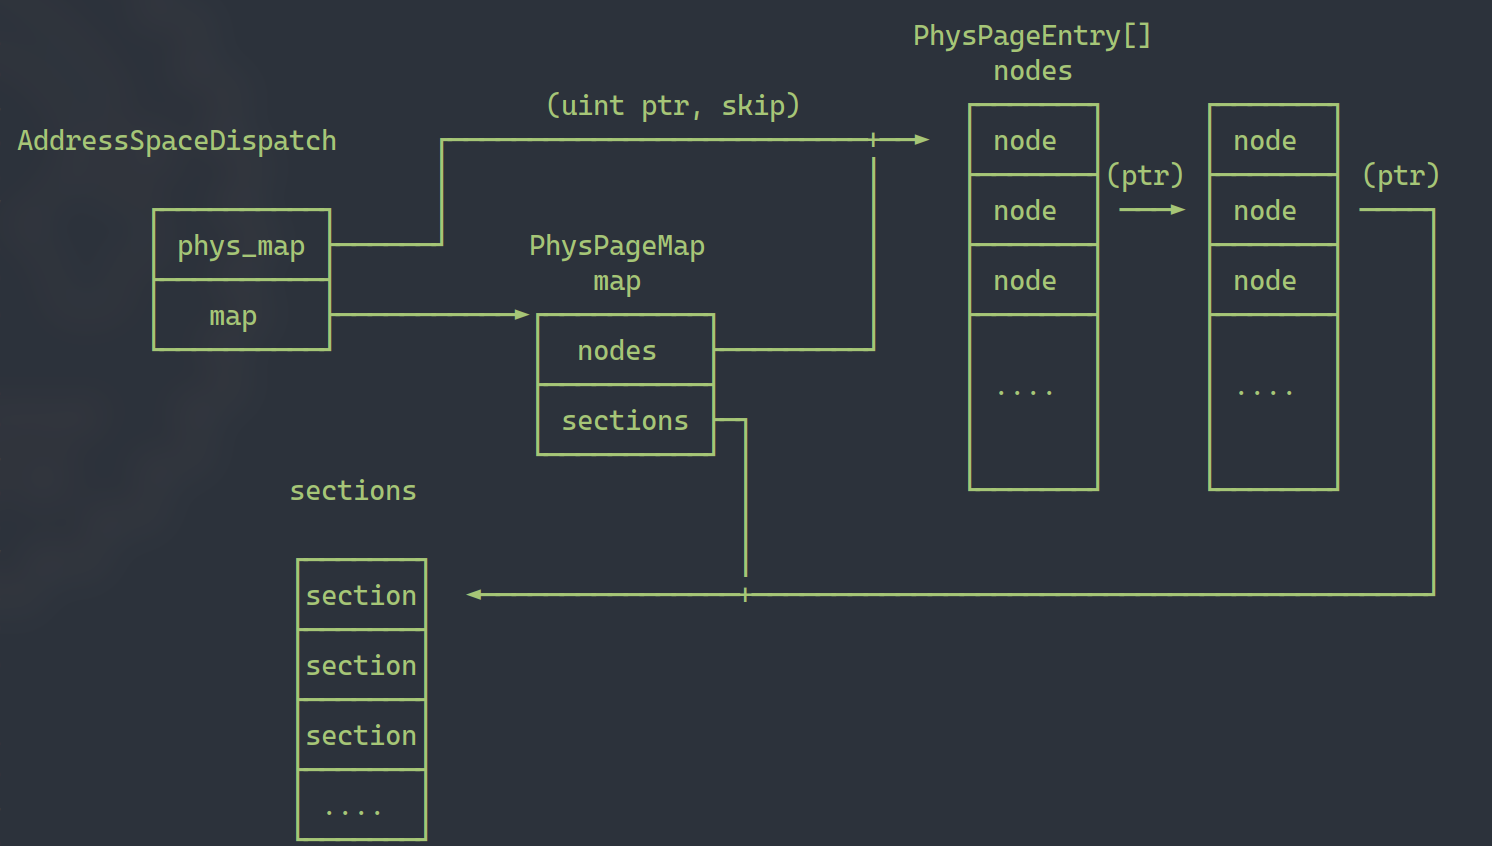 PhysPageEntry[]
nodes
(uint ptr, skip)
AddressSpaceDispatch
node
node
(ptr)
(ptr)
node
node
phys_map
PhysPageMap
map
node
node
map
nodes
....
....
sections
sections
section
section
section
....